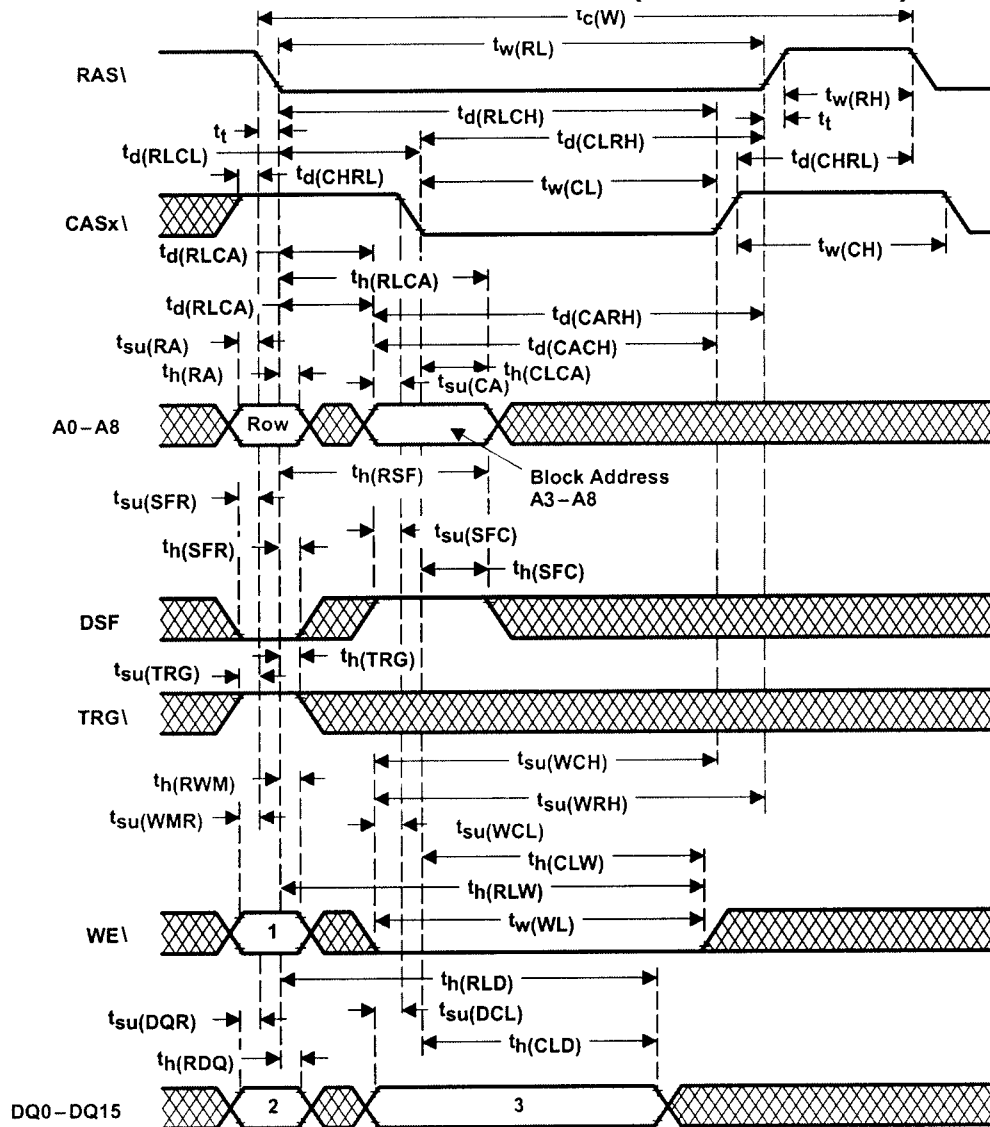 tc(W)
tw(RL)
RAS\
tw(RH)
td(RLCH)
tt
tt
td(CLRH)
td(RLCL)
td(CHRL)
td(CHRL)
tw(CL)
CASx\
td(RLCA)
tw(CH)
th(RLCA)
td(RLCA)
td(CARH)
tsu(RA)
td(CACH)
th(RA)
th(CLCA)
tsu(CA)
A0–A8
Row
th(RSF)
Block Address
A3–A8
tsu(SFR)
tsu(SFC)
th(SFR)
th(SFC)
DSF
th(TRG)
tsu(TRG)
TRG\
tsu(WCH)
th(RWM)
tsu(WRH)
tsu(WMR)
tsu(WCL)
th(CLW)
th(RLW)
tw(WL)
WE\
1
th(RLD)
tsu(DQR)
tsu(DCL)
th(CLD)
th(RDQ)
DQ0–DQ15
2
3